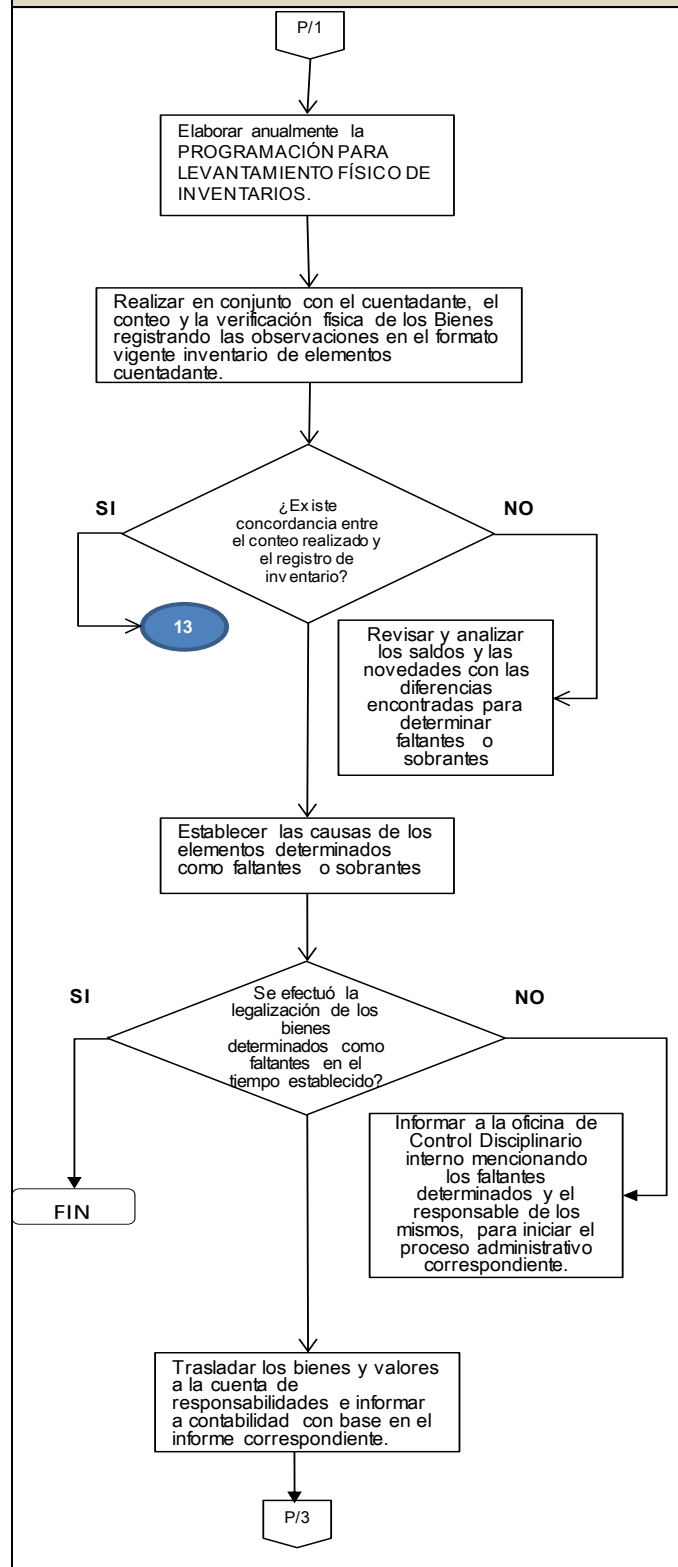 P/1
Elaborar anualmente la
PROGRAMACIÓN PARA
LEVANTAMIENTO FÍSICO DE
INVENTARIOS.
Realizar en conjunto con el cuentadante, el
conteo y la verificación física de los Bienes
registrando las observaciones en el formato
vigente inventario de elementos
cuentadante.
SI
NO
¿Existe
concordancia entre
el conteo realizado y
el registro de
inventario?
13
Revisar y analizar
los saldos y las
novedades con las
diferencias
encontradas para
determinar
faltantes o
sobrantes
Establecer las causas de los
elementos determinados
como faltantes o sobrantes
SI
NO
Se efectuó la
legalización de los
bienes
determinados como
faltantes en el
tiempo establecido?
Informar a la oficina de
Control Disciplinario
interno mencionando
los faltantes
determinados y el
responsable de los
mismos, para iniciar el
proceso administrativo
correspondiente.
FIN
Trasladar los bienes y valores
a la cuenta de
responsabilidades e informar
a contabilidad con base en el
informe correspondiente.
P/3